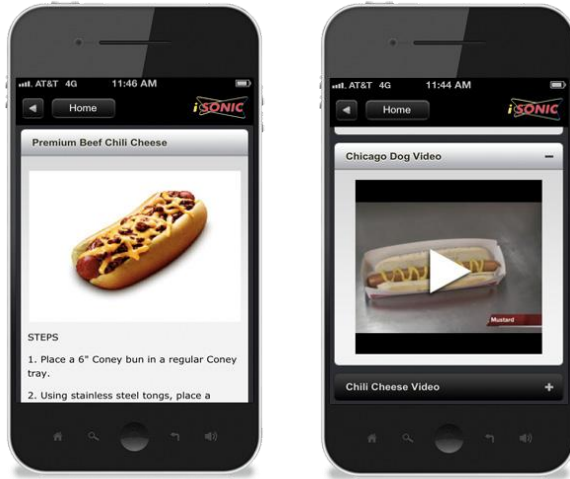 AT&T 4G 11:46 AM
Home
iSONIC
Premium Beef Chili Cheese
STEPS
1. Place a 6" Coney bun in a regular Coney
tray.
2. Using stainless steel tongs, place a
AT&T 4G 11:44 AM
Home
iSONIC
Chicago Dog Video
Mustard
Chili Cheese Video